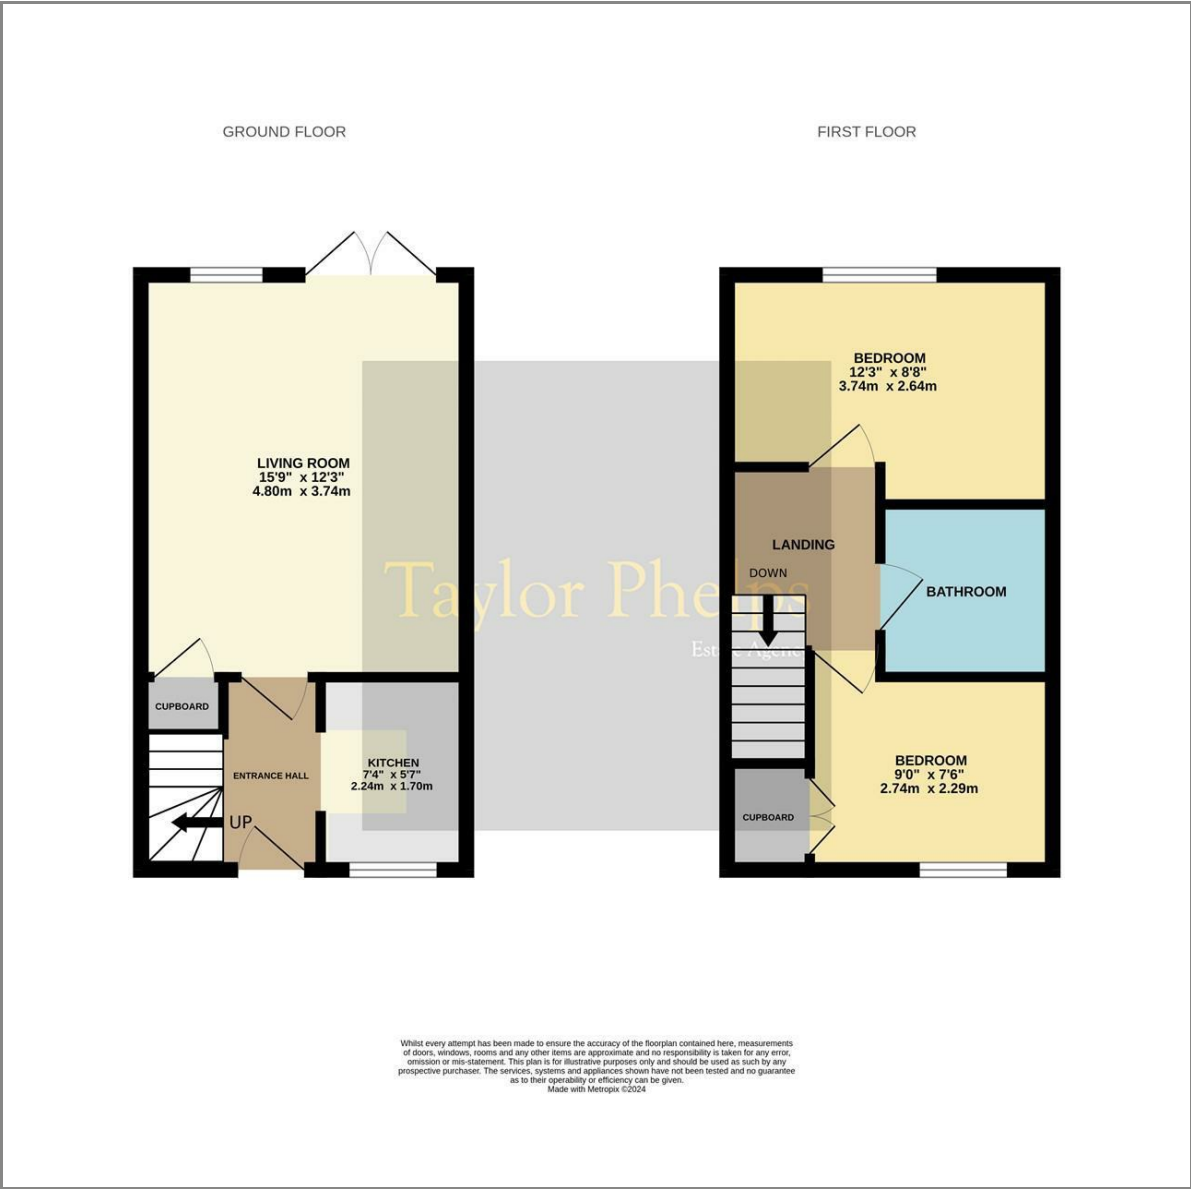 GROUND FLOOR
FIRST FLOOR
LIVING ROOM
15'9" x 12'3"
4.80m x 3.74m
CUPBOARD
ENTRANCE HALL
UP
KITCHEN
7'4" x 5'7"
2.24m x 1.70m
BEDROOM
12'3" x 8'8"
3.74m x 2.64m
LANDING
DOWN
BATHROOM
BEDROOM
9'0" x 7'6"
2.74m x 2.29m
CUPBOARD
Taylor Phelps
Estate Agency
Whilst every attempt has been made to ensure the accuracy of the floorplan contained here, measurements
of doors, windows, rooms and any other items are approximate and no responsibility is taken for any error,
omission or mis-statement. This plan is for illustrative purposes only and should be used as such by any
prospective purchaser. The services, systems and appliances shown have not been tested and no guarantee
as to their operability or efficiency can be given.
Made with Metropix ©2024